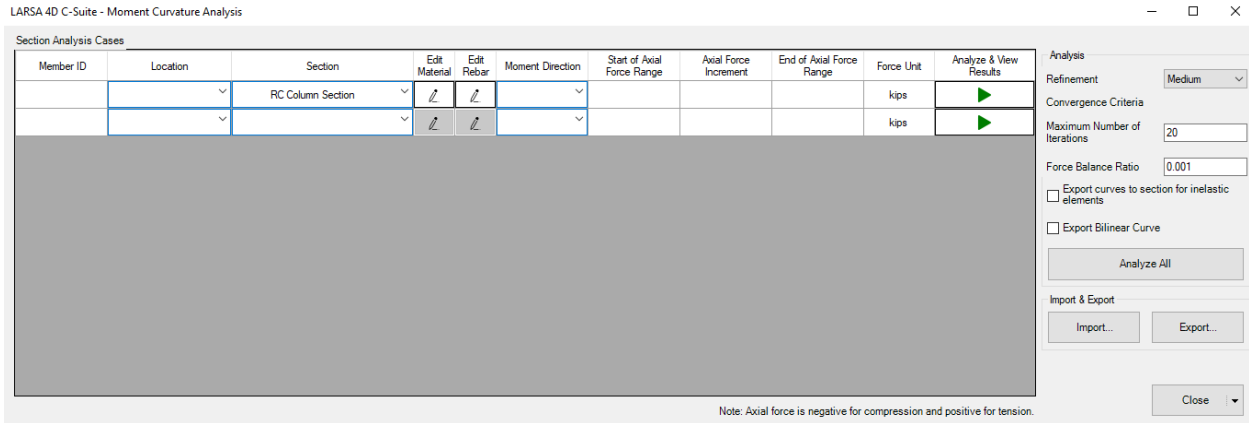 LARSA 4D C-Suite - Moment Curvature Analysis
Section Analysis Cases
Member ID Location Section Edit Material Edit Rebar Moment Direction Start of Axial Force Range Axial Force Increment End of Axial Force Range Force Unit Analyze & View Results
RC Column Section kips
kips
Analysis
Refinement Medium
Convergence Criteria
Maximum Number of
Iterations 20
Force Balance Ratio 0.001
Export curves to section for inelastic
elements
Export Bilinear Curve
Analyze All
Import & Export
Import... Export...
Close
Note: Axial force is negative for compression and positive for tension.